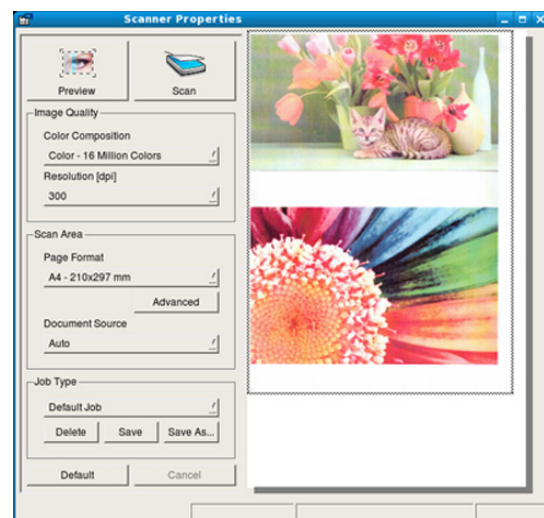 Scanner Properties
Preview
Scan
Image Quality
Color Composition
Color - 16 Million Colors
Resolution [dpi]
300
Scan Area
Page Format
A4 - 210x297 mm
Advanced
Document Source
Auto
Job Type
Default Job
Delete
Save
Save As...
Default
Cancel